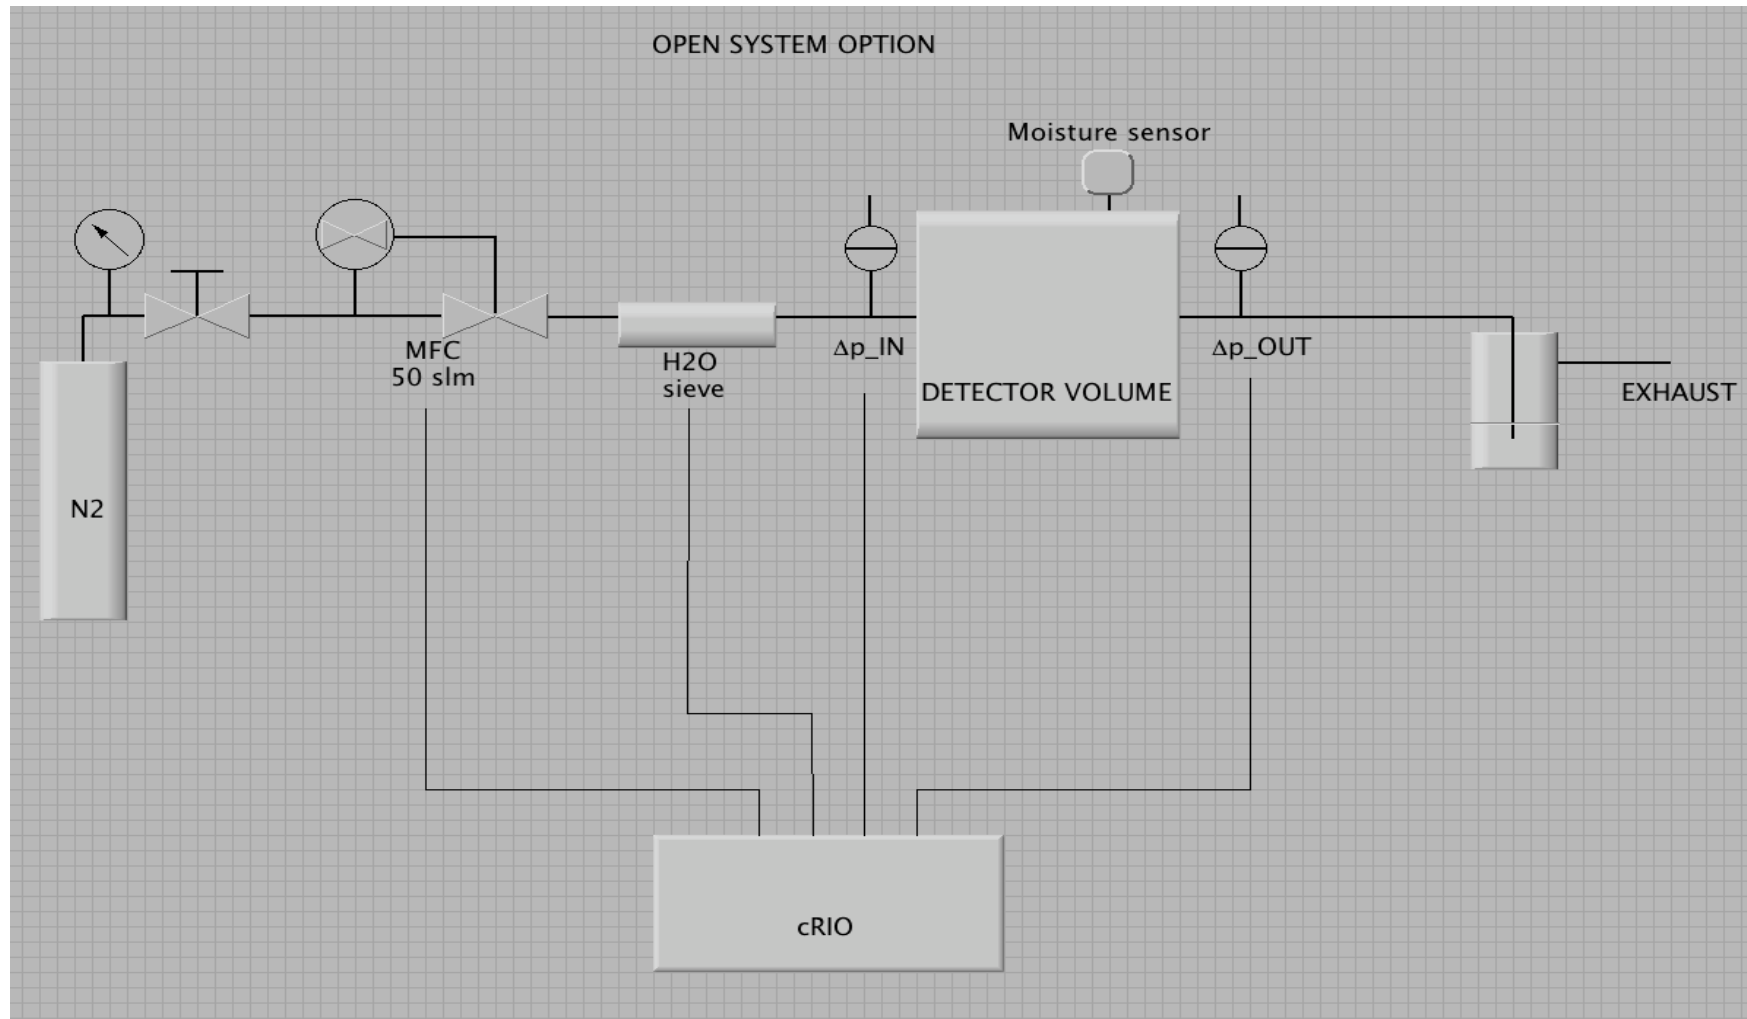 OPEN SYSTEM OPTION
Moisture sensor
MFC
50 slm
H2O
sieve
Δp_IN
Δp_OUT
DETECTOR VOLUME
EXHAUST
N2
cRIO